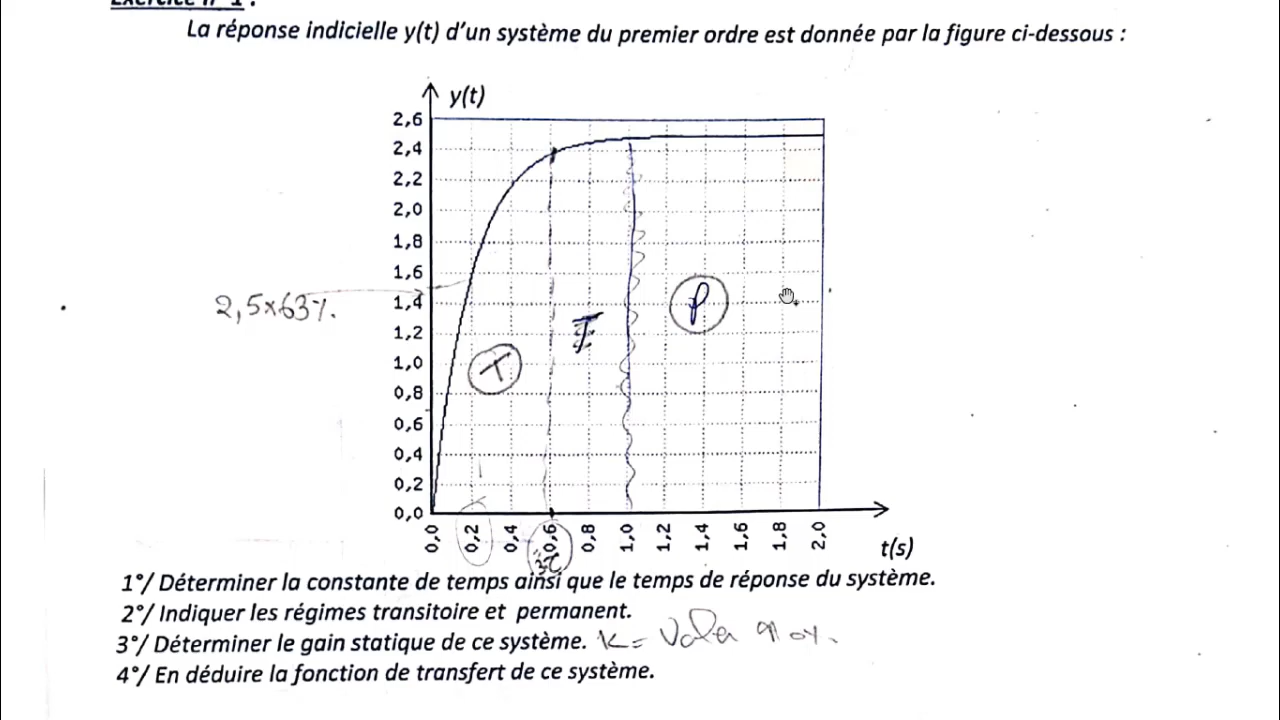 Exercice n° 1 :
La réponse indicielle y(t) d'un système du premier ordre est donnée par la figure ci-dessous :
y(t)
2,6
2,4
2,2
2,0
1,8
1,6
1,4
1,2
1,0
0,8
0,6
0,4
0,2
0,0
2,5x63%.
T
I
P
0,0 0,2 0,4 0,6 0,8 1,0 1,2 1,4 1,6 1,8 2,0
t(s)
3τ
1°/ Déterminer la constante de temps ainsi que le temps de réponse du système.
2°/ Indiquer les régimes transitoire et permanent.
3°/ Déterminer le gain statique de ce système. K =
4°/ En déduire la fonction de transfert de ce système.